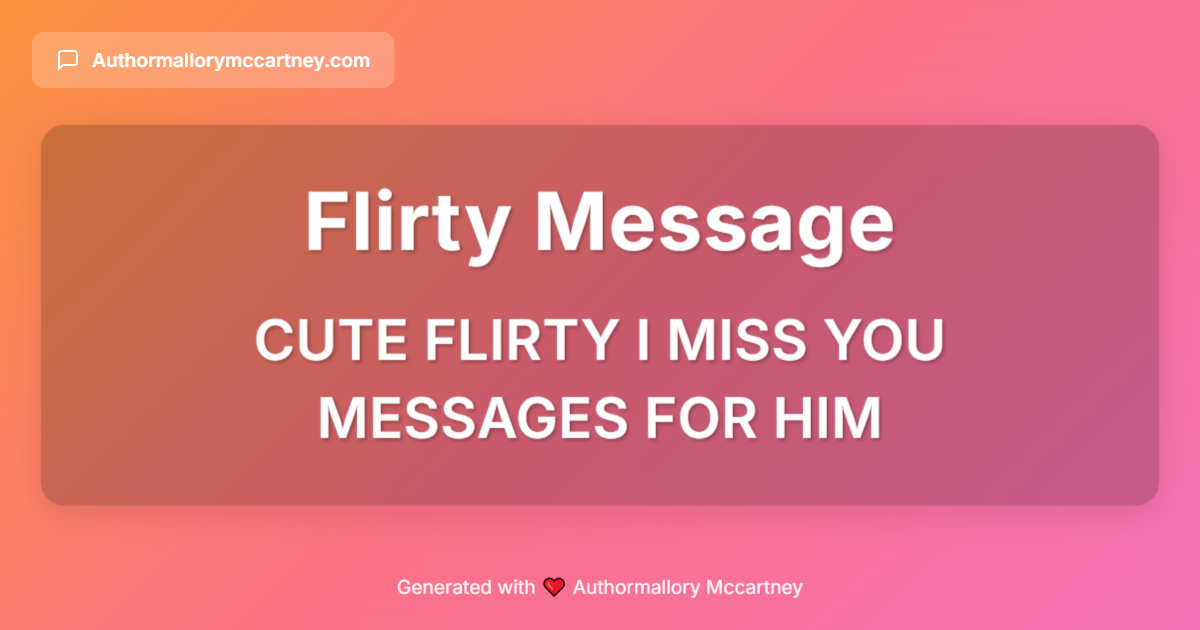 Authormallorymccartney.com
Flirty Message
CUTE FLIRTY I MISS YOU
MESSAGES FOR HIM
Generated with ❤️ Authormallory Mccartney